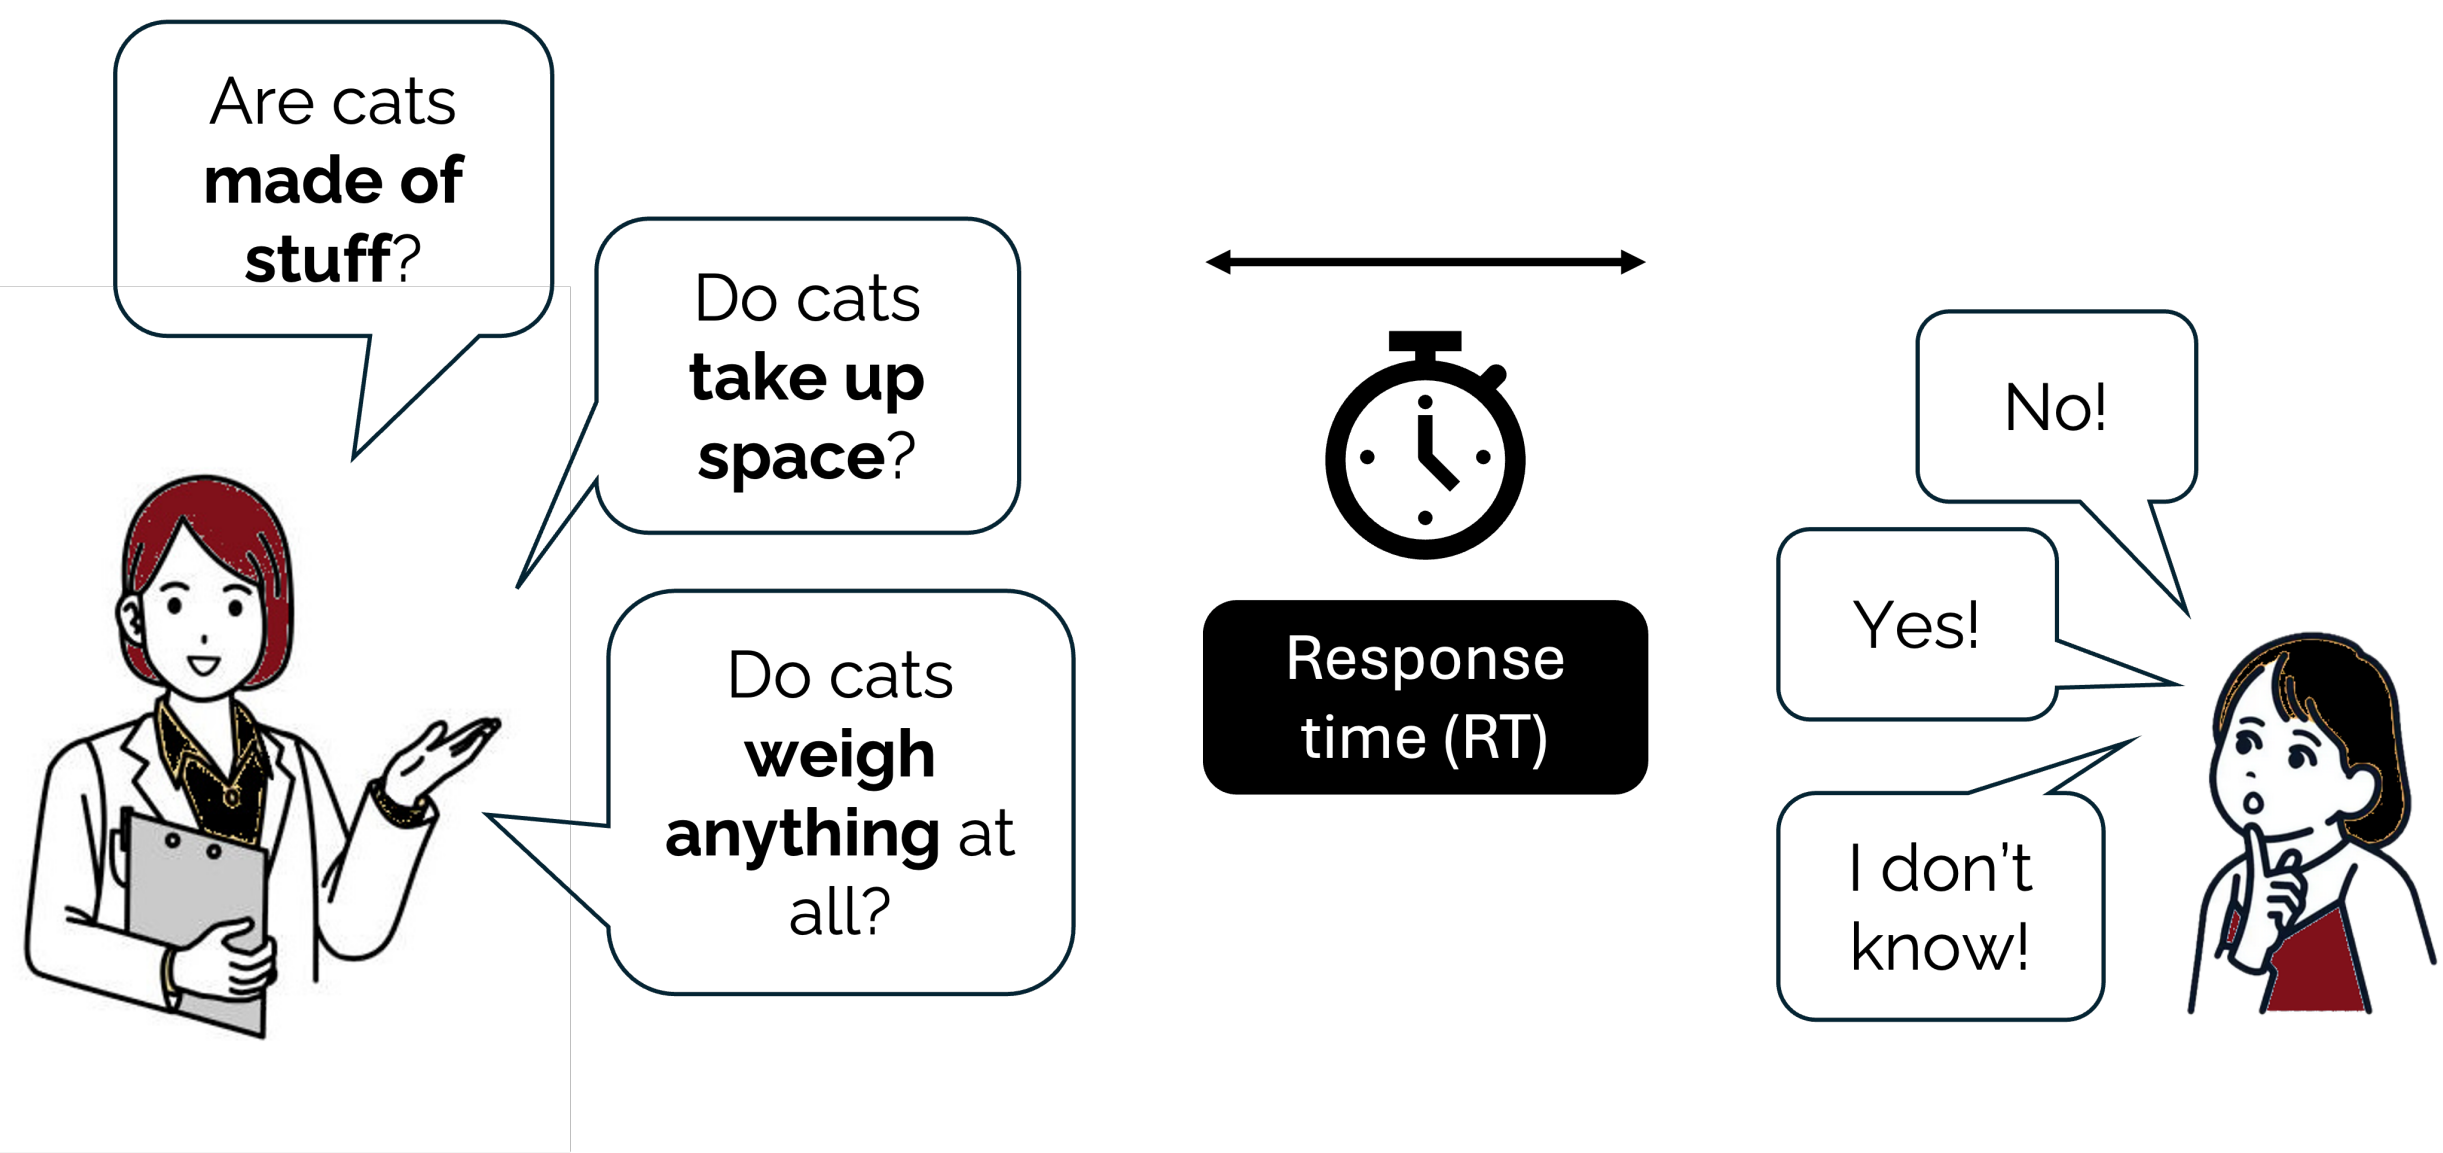 Are cats
made of
stuff?
Do cats
take up
space?
Do cats
weigh
anything at
all?
Response
time (RT)
No!
Yes!
I don't
know!